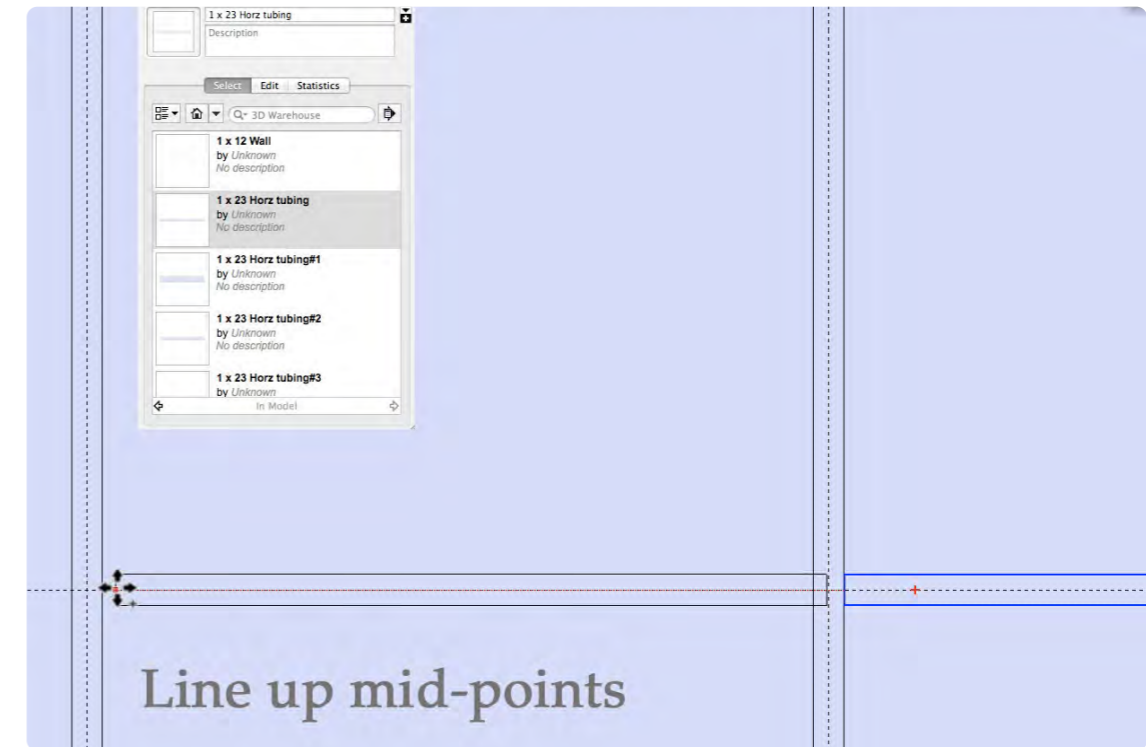 1 x 23 Horz tubing
Description
Select Edit Statistics
3D Warehouse
1 x 12 Wall
by Unknown
No description
1 x 23 Horz tubing
by Unknown
No description
1 x 23 Horz tubing#1
by Unknown
No description
1 x 23 Horz tubing#2
by Unknown
No description
1 x 23 Horz tubing#3
by Unknown
In Model
Line up mid-points